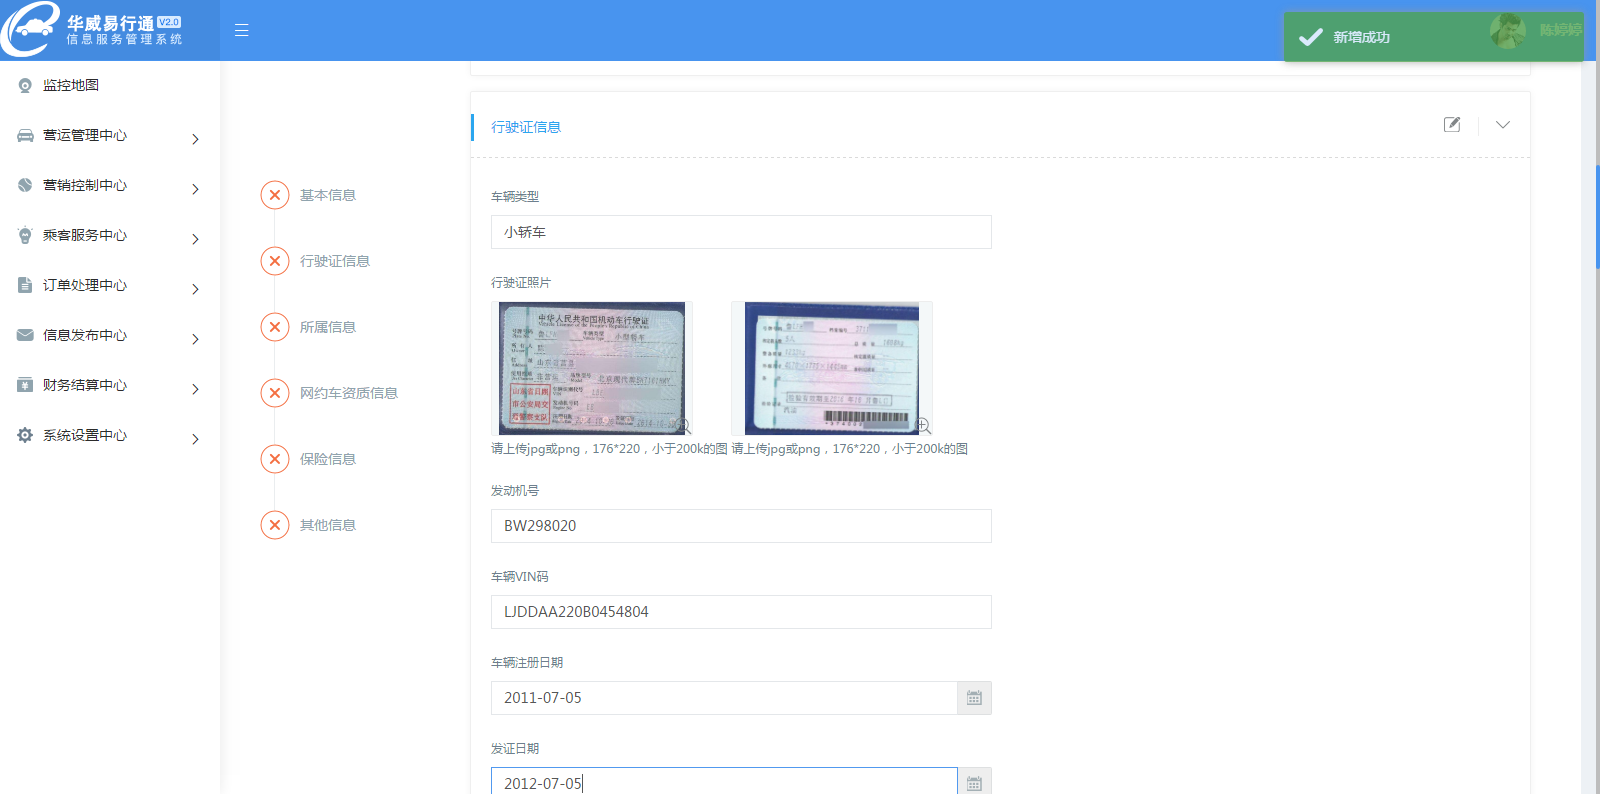 华威易行通 V2.0
信息服务管理系统
新增成功
陈婷婷
监控地图
营运管理中心
营销控制中心
乘客服务中心
订单处理中心
信息发布中心
财务结算中心
系统设置中心
基本信息
行驶证信息
所属信息
网约车资质信息
保险信息
其他信息
行驶证信息
车辆类型
小轿车
行驶证照片
中华人民共和国机动车行驶证
请上传jpg或png，176*220，小于200k的图
请上传jpg或png，176*220，小于200k的图
发动机号
BW298020
车辆VIN码
LJDDAA220B0454804
车辆注册日期
2011-07-05
发证日期
2012-07-05